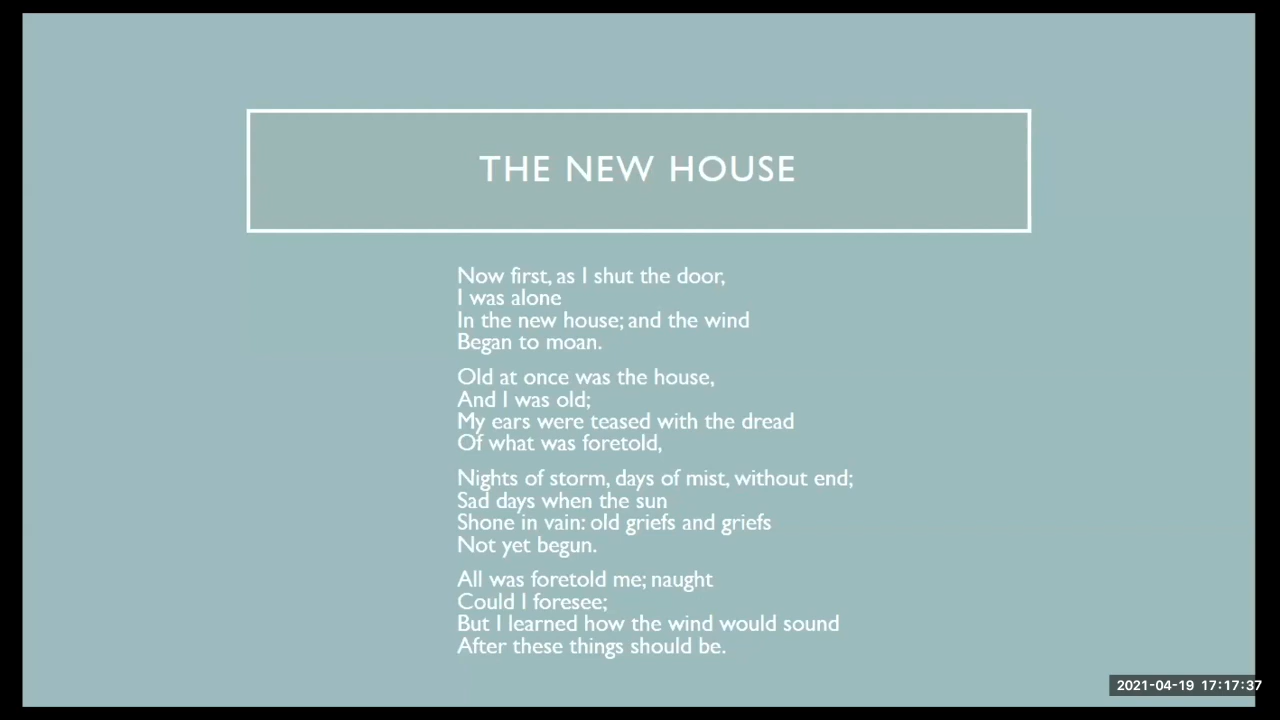 THE NEW HOUSE
Now first, as I shut the door,
I was alone
In the new house; and the wind
Began to moan.
Old at once was the house,
And I was old;
My ears were teased with the dread
Of what was foretold,
Nights of storm, days of mist, without end;
Sad days when the sun
Shone in vain: old griefs and griefs
Not yet begun.
All was foretold me; naught
Could I foresee;
But I learned how the wind would sound
After these things should be.
2021-04-19 17:17:37